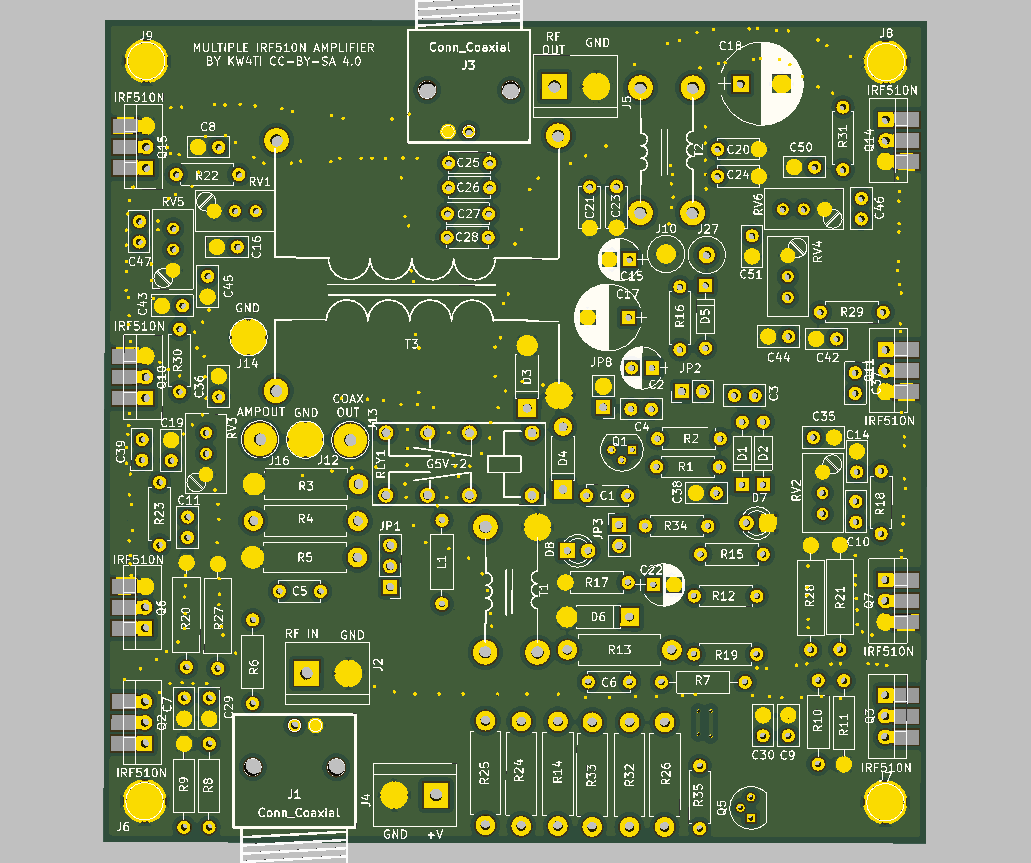 J9
MULTIPLE IRF510N AMPLIFIER
BY KW4TI CC-BY-SA 4.0
Conn_Coaxial
J3
RF
OUT
GND
J5
C18
J8
IRF510N
IRF510N
Q15
C8
R22
RV1
RV5
C47
C16
C45
C43
C25
C26
C27
C28
T2
C20
C24
C21
C23
R31
Q14
C50
RV6
C46
J10
J27
C51
RV4
C15
C17
R16
D5
R29
C44
C42
GND
J14
IRF510N
Q10
R30
C36
T3
D3
JP8
C2
JP2
C3
C4
Q11
IRF510N
AMPOUT
GND
COAX
OUT
J13
J16
J12
C39
C19
RV3
RLY1
G5V-2
D4
Q1
R2
R1
D1
D2
C35
C14
C38
RV2
R18
C10
D7
R3
R4
R5
R23
C11
JP1
L1
C1
JP3
R34
R15
D8
IRF510N
Q6
R20
R27
C5
T1
R17
C22
R12
D6
R28
R21
Q7
IRF510N
R6
RF IN
GND
J2
R13
R19
C6
R7
Q2
C7
C29
IRF510N
R9
R8
J6
J1
Conn_Coaxial
J4
GND
+V
R25
R24
R14
R33
R32
R26
R35
Q5
C30
C9
R10
R11
Q3
IRF510N
J7